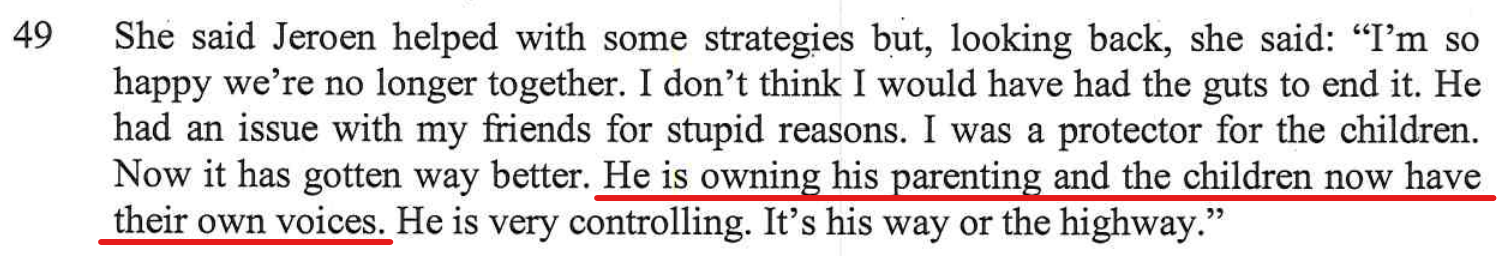 49 She said Jeroen helped with some strategies but, looking back, she said: “I’m so
happy we’re no longer together. I don’t think I would have had the guts to end it. He
had an issue with my friends for stupid reasons. I was a protector for the children.
Now it has gotten way better. He is owning his parenting and the children now have
their own voices. He is very controlling. It’s his way or the highway.”